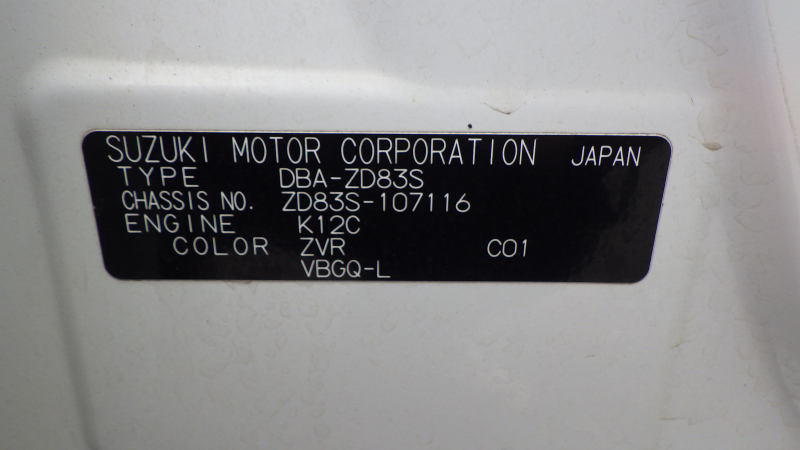 SUZUKI MOTOR CORPORATION JAPAN
TYPE DBA-ZD83S
CHASSIS NO. ZD83S-107116
ENGINE K12C
COLOR ZVR C01
VBGQ-L